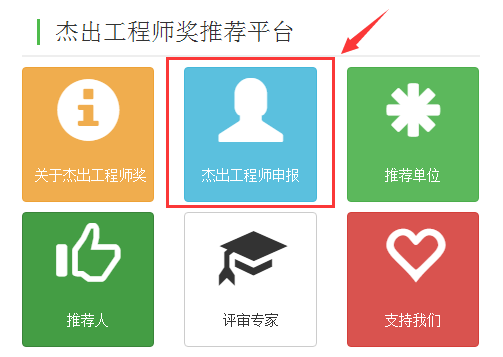 杰出工程师奖推荐平台
关于杰出工程师奖
杰出工程师申报
推荐单位
推荐人
评审专家
支持我们